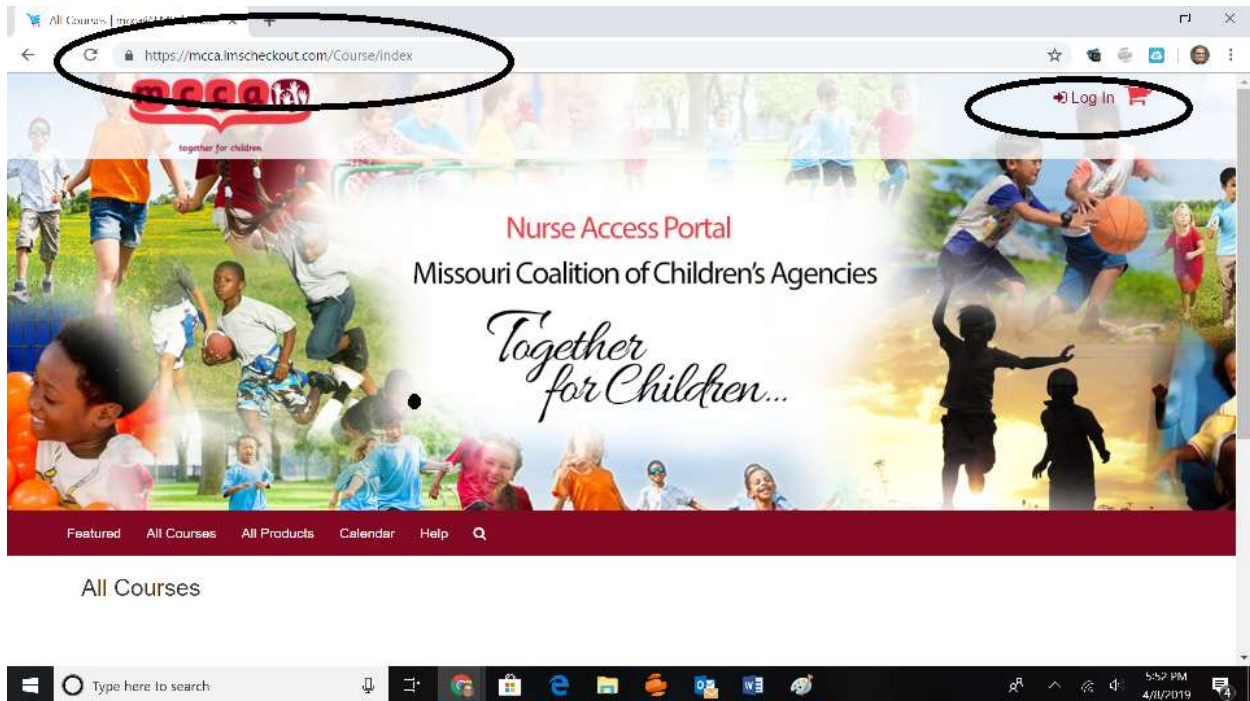 All Courses | mcca
https://mcca.lmscheckout.com/Course/index
mcca
together for children
Log In
Nurse Access Portal
Missouri Coalition of Children's Agencies
Together
for Children...
Featured All Courses All Products Calendar Help
All Courses
Type here to search
5:52 PM
4/8/2019
4